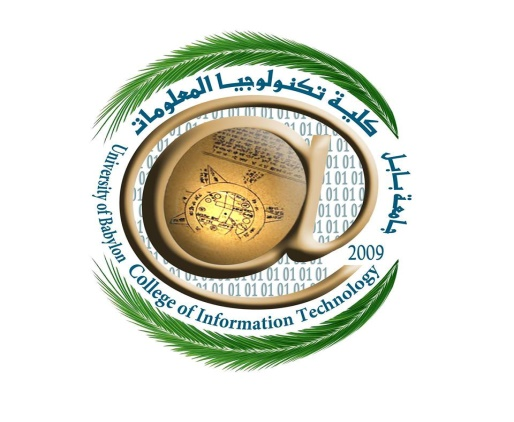 كلية تكنولوجيا المعلومات
جامعة بابل
University of Babylon
2009
College of Information Technology